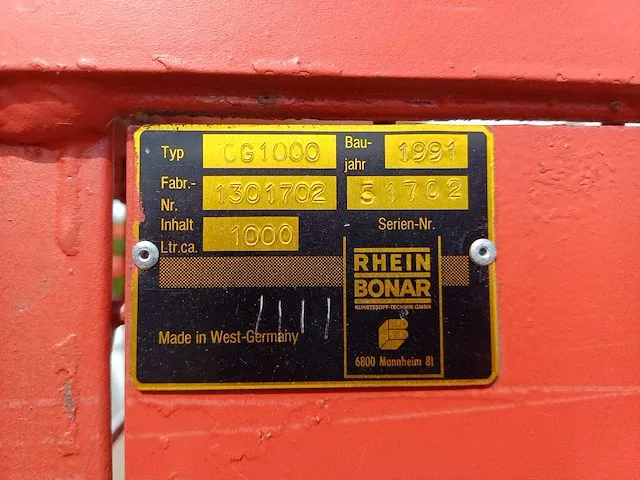 Typ CG1000 Bau-jahr 1991
Fabr.-Nr. 1301702 51702
Inhalt Ltr.ca. 1000 Serien-Nr.
RHEIN
BONAR
KUNSTSTOFF-TECHNIK GMBH
1111
Made in West-Germany
6800 Mannheim 81